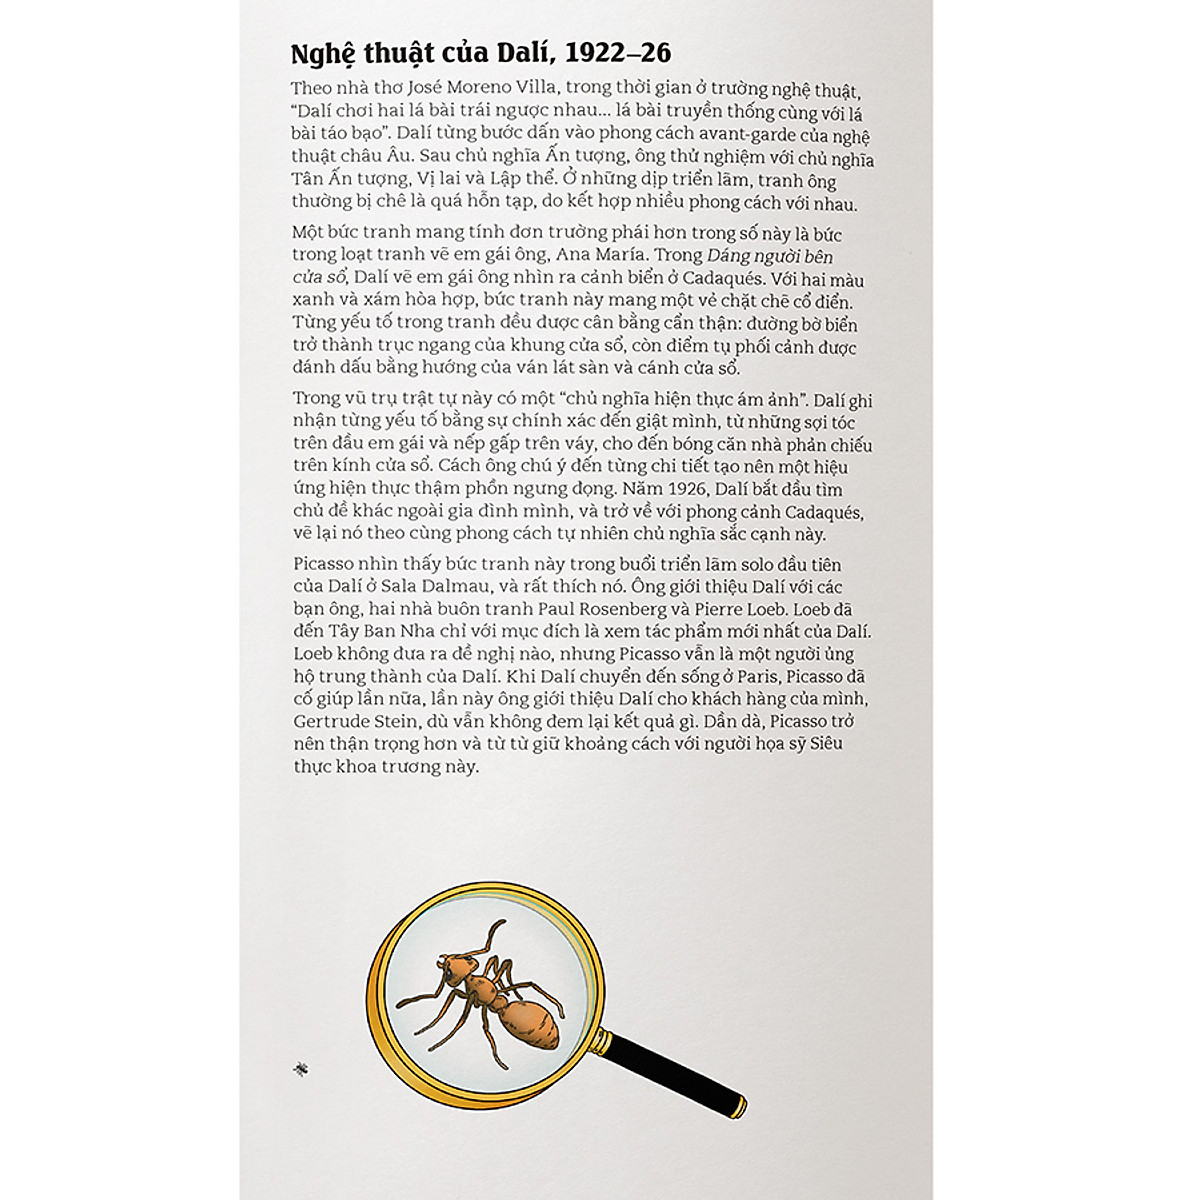 Nghệ thuật của Dalí, 1922–26
Theo nhà thơ José Moreno Villa, trong thời gian ở trường nghệ thuật,
“Dalí chơi hai lá bài trái ngược nhau... lá bài truyền thống cùng với lá
bài táo bạo”. Dalí từng bước dấn vào phong cách avant-garde của nghệ
thuật châu Âu. Sau chủ nghĩa Ấn tượng, ông thử nghiệm với chủ nghĩa
Tân Ấn tượng, Vị lai và Lập thể. Ở những dịp triển lãm, tranh ông
thường bị chê là quá hỗn tạp, do kết hợp nhiều phong cách với nhau.
Một bức tranh mang tính đơn trường phái hơn trong số này là bức
trong loạt tranh vẽ em gái ông, Ana María. Trong Dáng người bên
cửa sổ, Dalí vẽ em gái ông nhìn ra cảnh biển ở Cadaqués. Với hai màu
xanh và xám hòa hợp, bức tranh này mang một vẻ chặt chẽ cổ điển.
Từng yếu tố trong tranh đều được cân bằng cẩn thận: đường bờ biển
trở thành trục ngang của khung cửa sổ, còn điểm tụ phối cảnh được
đánh dấu bằng hướng của ván lát sàn và cánh cửa sổ.
Trong vũ trụ trật tự này có một “chủ nghĩa hiện thực ám ảnh”. Dalí ghi
nhận từng yếu tố bằng sự chính xác đến giật mình, từ những sợi tóc
trên đầu em gái và nếp gấp trên váy, cho đến bóng căn nhà phản chiếu
trên kính cửa sổ. Cách ông chú ý đến từng chi tiết tạo nên một hiệu
ứng hiện thực thậm phồn ngưng đọng. Năm 1926, Dalí bắt đầu tìm
chủ đề khác ngoài gia đình mình, và trở về với phong cảnh Cadaqués,
vẽ lại nó theo cùng phong cách tự nhiên chủ nghĩa sắc cạnh này.
Picasso nhìn thấy bức tranh này trong buổi triển lãm solo đầu tiên
của Dalí ở Sala Dalmau, và rất thích nó. Ông giới thiệu Dalí với các
bạn ông, hai nhà buôn tranh Paul Rosenberg và Pierre Loeb. Loeb đã
đến Tây Ban Nha chỉ với mục đích là xem tác phẩm mới nhất của Dalí.
Loeb không đưa ra đề nghị nào, nhưng Picasso vẫn là một người ủng
hộ trung thành của Dalí. Khi Dalí chuyển đến sống ở Paris, Picasso đã
cố giúp lần nữa, lần này ông giới thiệu Dalí cho khách hàng của mình,
Gertrude Stein, dù vẫn không đem lại kết quả gì. Dần dà, Picasso trở
nên thận trọng hơn và từ từ giữ khoảng cách với người họa sỹ Siêu
thực khoa trương này.